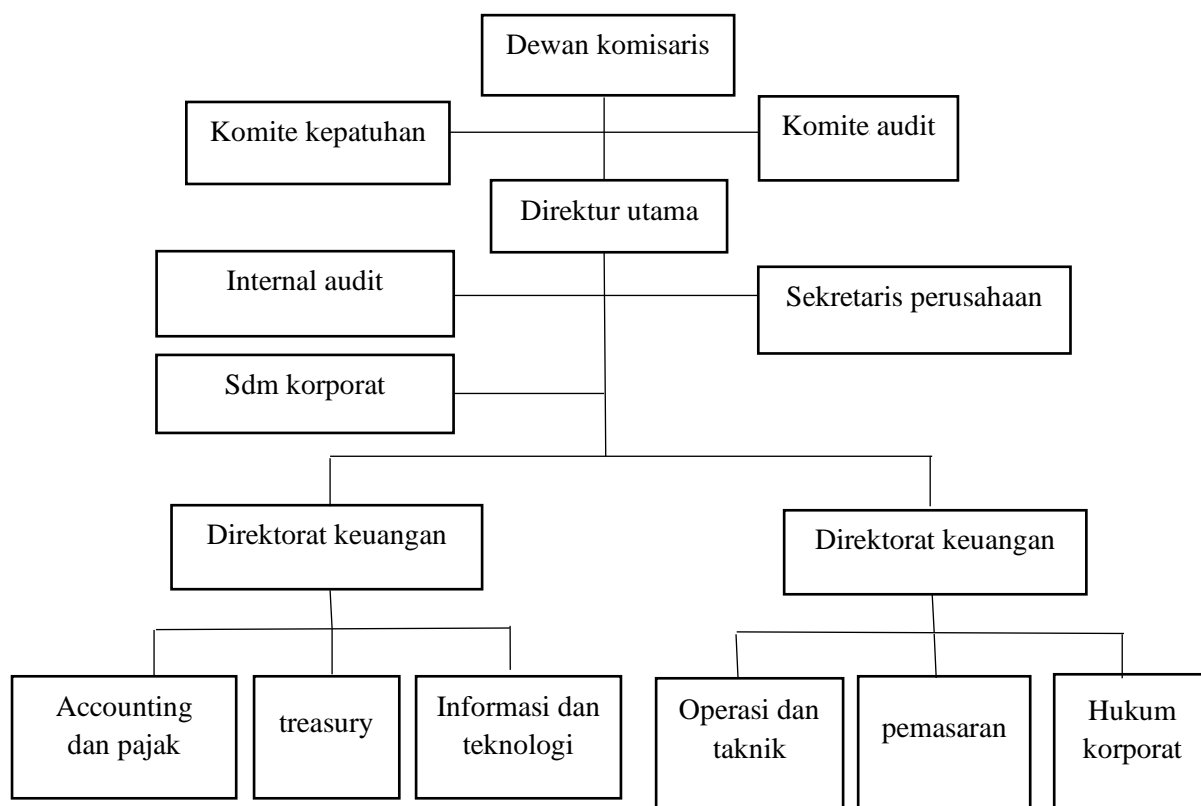 Dewan komisaris
Komite kepatuhan
Komite audit
Direktur utama
Internal audit
Sekretaris perusahaan
Sdm korporat
Direktorat keuangan
Direktorat keuangan
Accounting
dan pajak
treasury
Informasi dan
teknologi
Operasi dan
taknik
pemasaran
Hukum
korporat